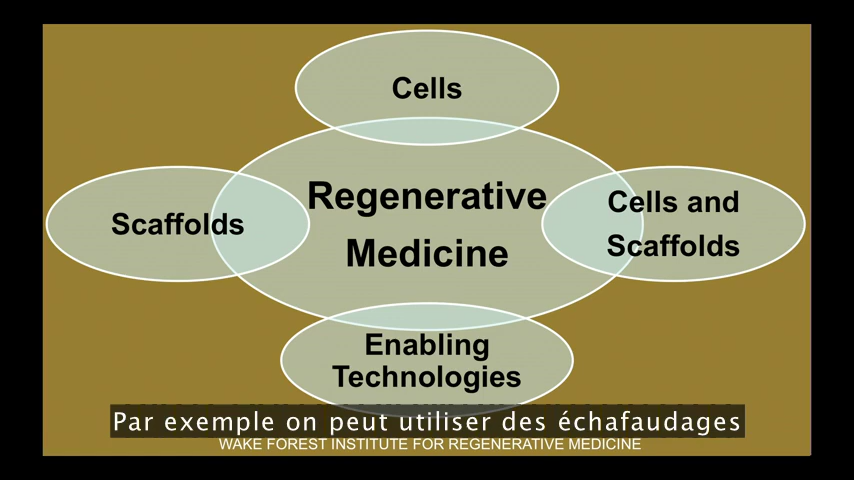 Cells
Scaffolds
Regenerative
Medicine
Cells and
Scaffolds
Enabling
Technologies
Par exemple on peut utiliser des échafaudages
WAKE FOREST INSTITUTE FOR REGENERATIVE MEDICINE